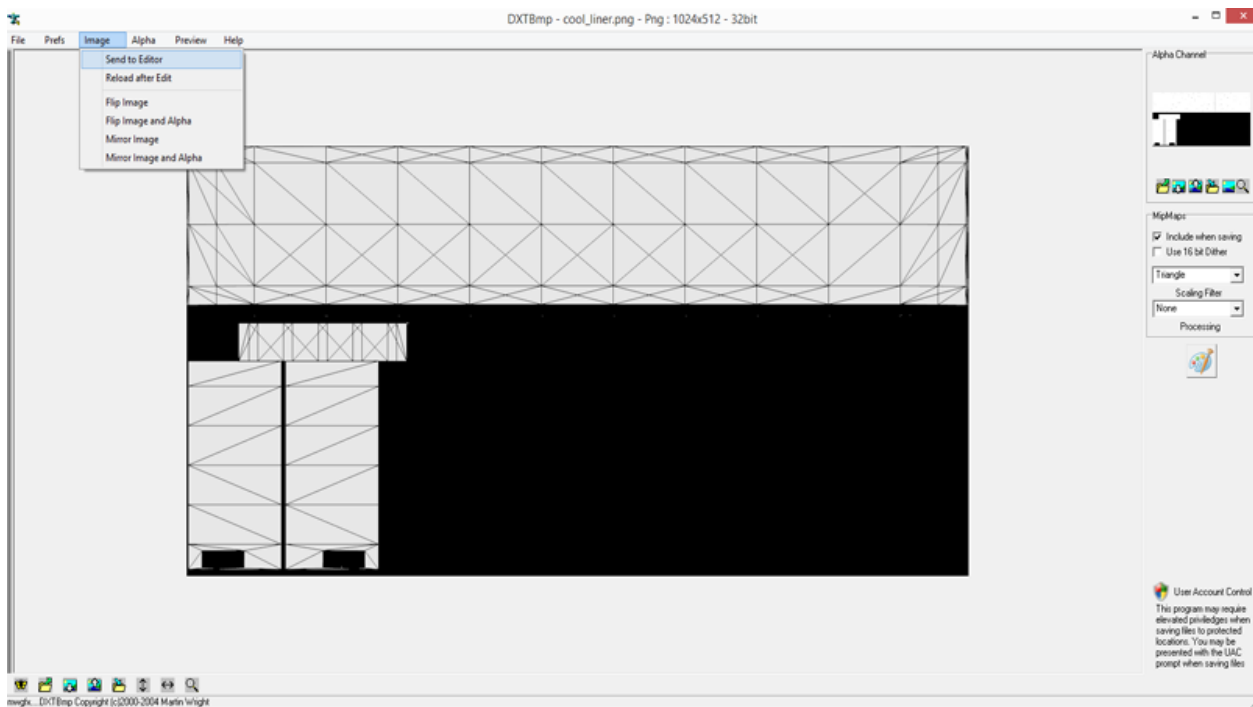 DXTBmp - cool_liner.png - Png : 1024x512 - 32bit
File Prefs Image Alpha Preview Help
Send to Editor
Reload after Edit
Flip Image
Flip Image and Alpha
Mirror Image
Mirror Image and Alpha
Alpha Channel
MipMaps
Include when saving
Use 16 bit Dither
Triangle
Scaling Filter
None
Processing
User Account Control
This program may require
elevated priviledges when
saving files to protected
locations. You may be
presented with the UAC
prompt when saving files
mwgfx....DXTBmp Copyright (c)2000-2004 Martin Wright